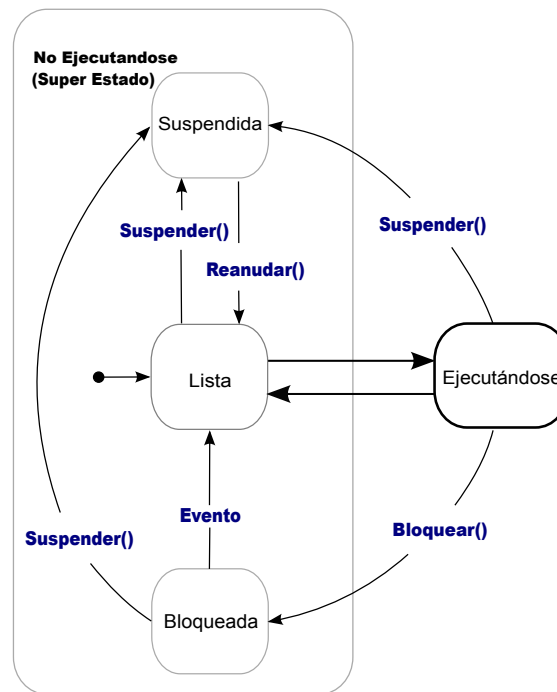 No Ejecutandose
(Super Estado)
Suspendida
Suspender()
Suspender()
Reanudar()
Lista
Ejecutándose
Evento
Bloquear()
Suspender()
Bloqueada